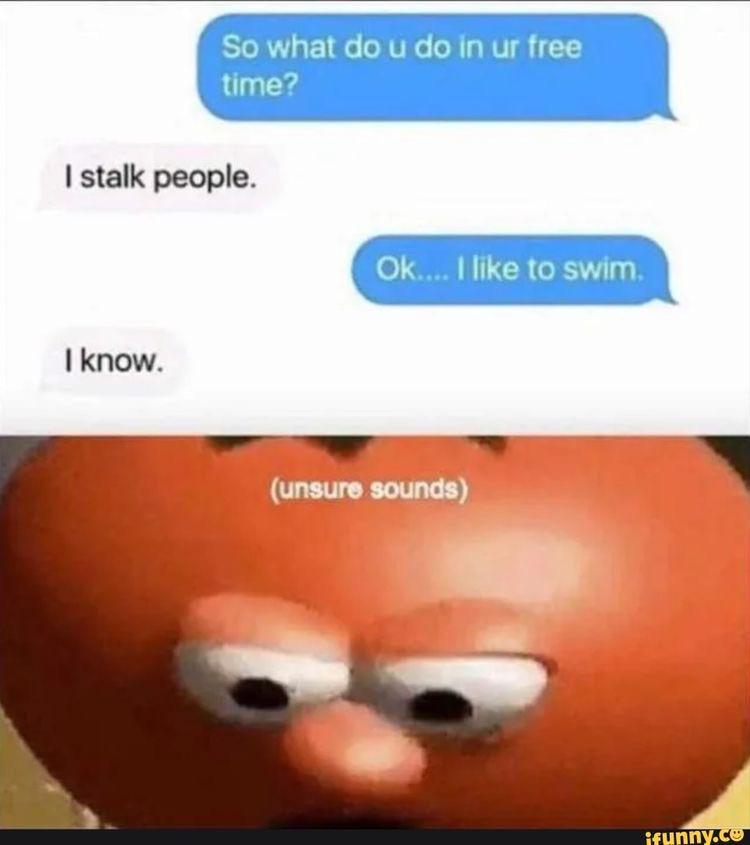 So what do u do in ur free
time?
I stalk people.
Ok.... I like to swim.
I know.
(unsure sounds)
ifunny.co